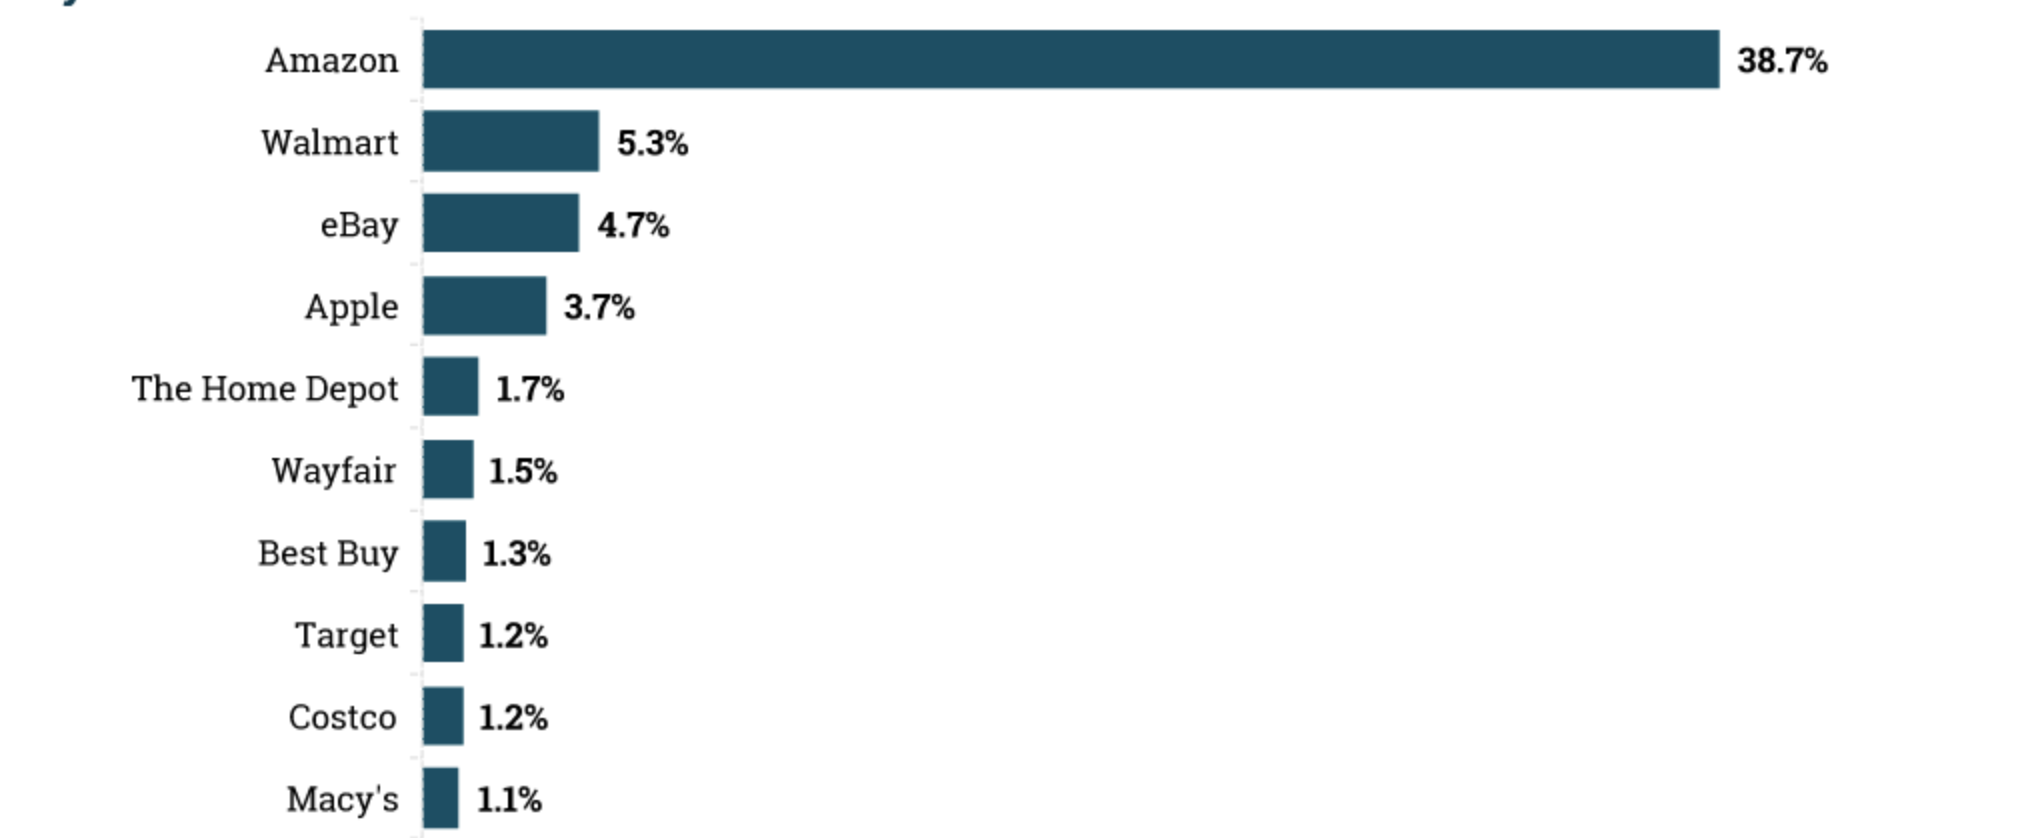 Amazon 38.7%
Walmart 5.3%
eBay 4.7%
Apple 3.7%
The Home Depot 1.7%
Wayfair 1.5%
Best Buy 1.3%
Target 1.2%
Costco 1.2%
Macy's 1.1%